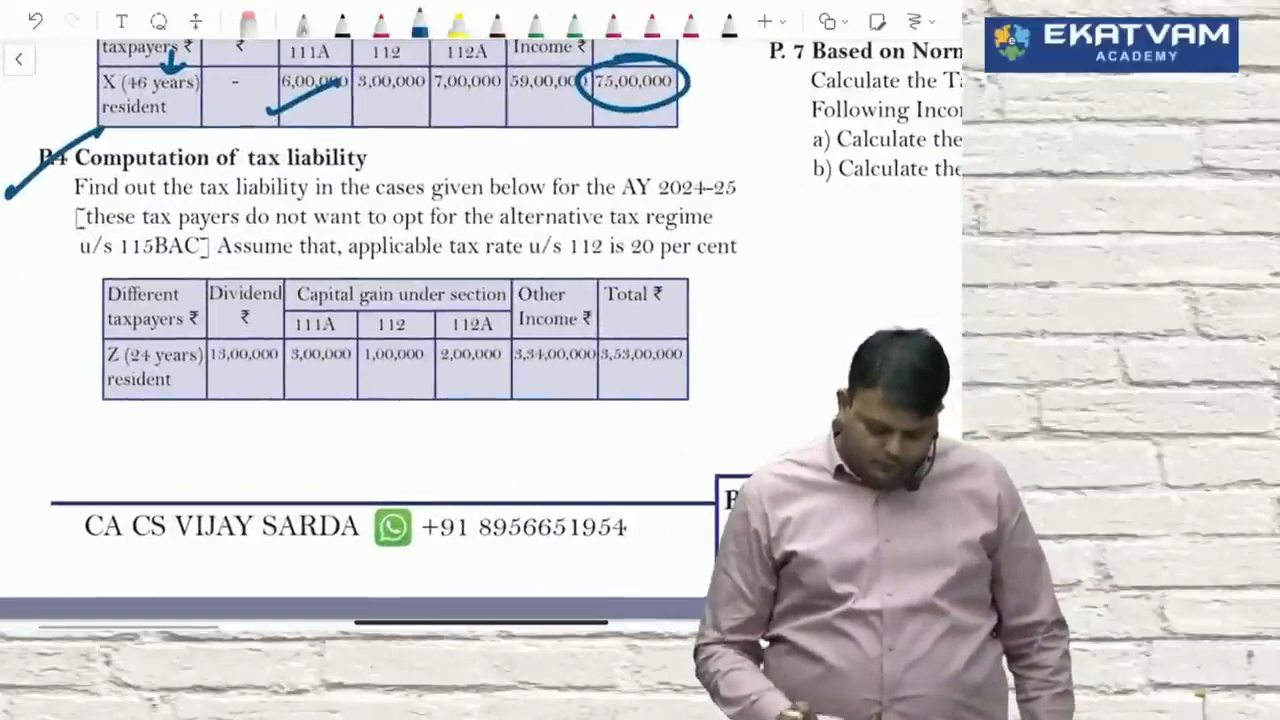 EKATVAM
ACADEMY
taxpayers ₹ ₹ 111A 112 112A Income ₹
X (46 years) - 6,00,000 3,00,000 7,00,000 59,00,000 75,00,000
resident
P.4 Computation of tax liability
Find out the tax liability in the cases given below for the AY 2024-25
[these tax payers do not want to opt for the alternative tax regime
u/s 115BAC] Assume that, applicable tax rate u/s 112 is 20 per cent
Different Dividend Capital gain under section Other Total ₹
taxpayers ₹ ₹ 111A 112 112A Income ₹
Z (24 years) 13,00,000 3,00,000 1,00,000 2,00,000 3,34,00,000 3,53,00,000
resident
CA CS VIJAY SARDA +91 8956651954
P. 7 Based on Norm
Calculate the
Following Incom
a) Calculate the
b) Calculate the